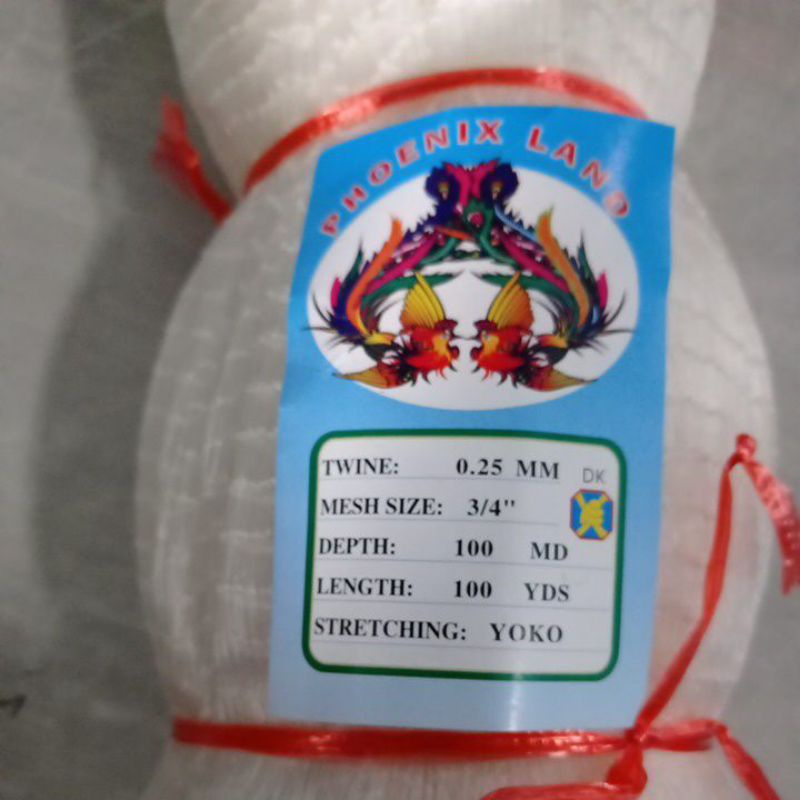 PHOENIX LAND
TWINE: 0.25 MM
DK
MESH SIZE: 3/4"
DEPTH: 100 MD
LENGTH: 100 YDS
STRETCHING: YOKO